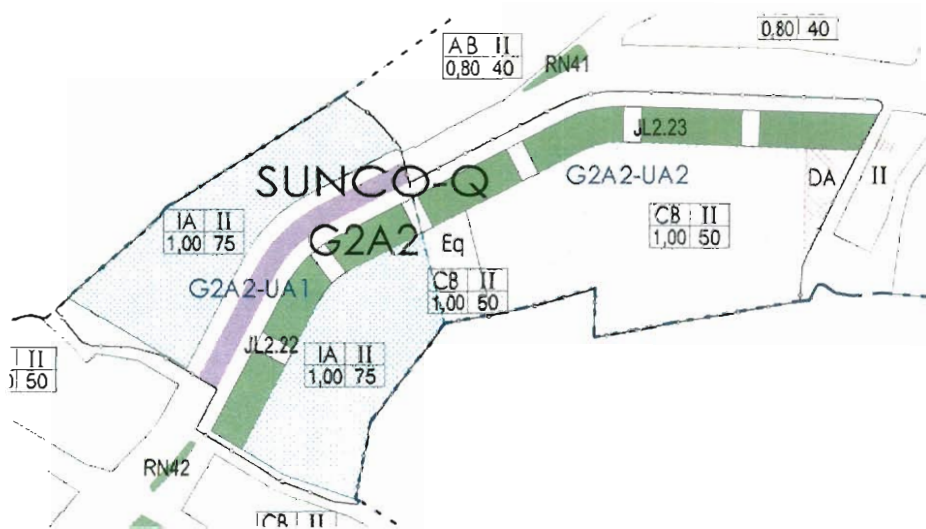 0,80 40
AB II
0,80 40
RN41
JL2.23
SUNCO-Q
G2A2-UA2
DA
II
IA II
1,00 75
G2A2
Eq
CB II
1,00 50
G2A2-UA1
CB II
1,00 50
JL2.22
IA II
1,00 75
II
50
RN42
CB II